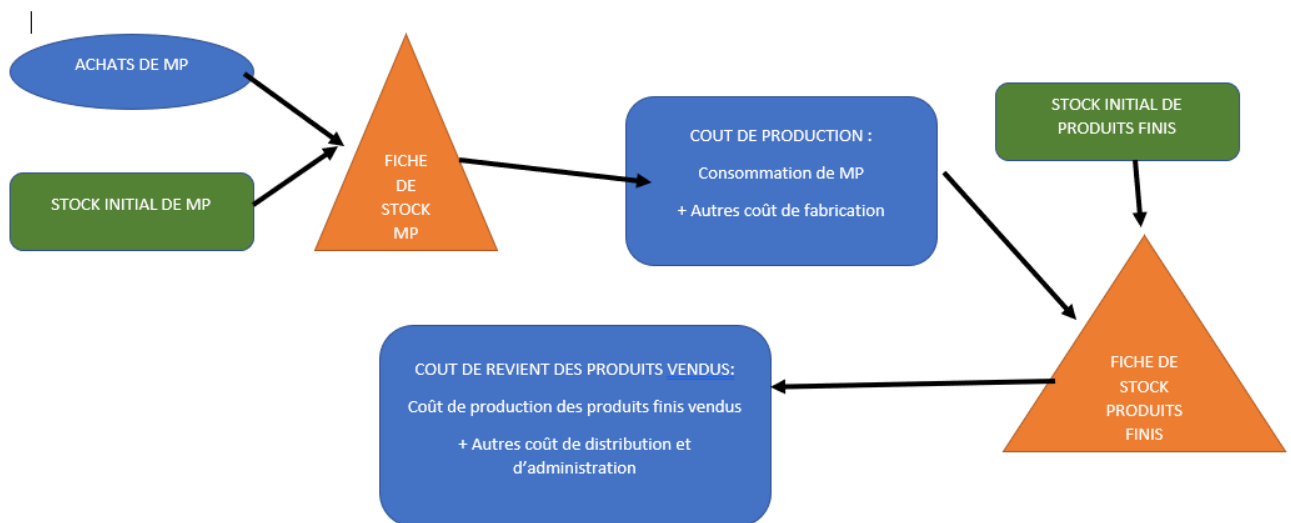 ACHATS DE MP
STOCK INITIAL DE MP
FICHE
DE
STOCK
MP
COUT DE PRODUCTION :
Consommation de MP
+ Autres coût de fabrication
STOCK INITIAL DE
PRODUITS FINIS
FICHE DE
STOCK
PRODUITS
FINIS
COUT DE REVIENT DES PRODUITS VENDUS:
Coût de production des produits finis vendus
+ Autres coût de distribution et
d’administration